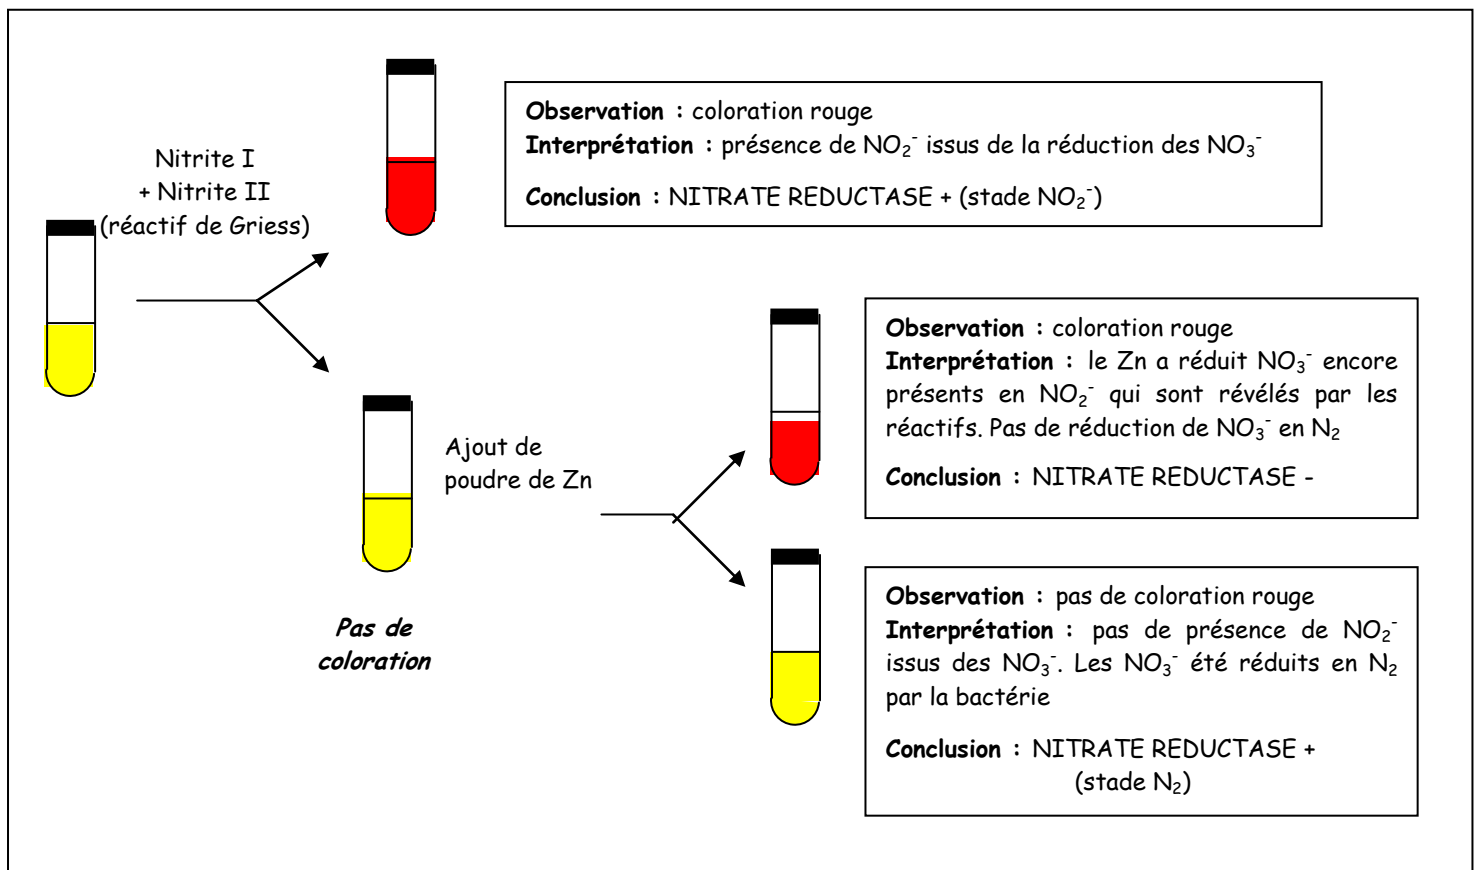 Nitrite I
+ Nitrite II
(réactif de Griess)
Observation : coloration rouge
Interprétation : présence de NO₂⁻ issus de la réduction des NO₃⁻
Conclusion : NITRATE REDUCTASE + (stade NO₂⁻)
Pas de
coloration
Ajout de
poudre de Zn
Observation : coloration rouge
Interprétation : le Zn a réduit NO₃⁻ encore
présents en NO₂⁻ qui sont révélés par les
réactifs. Pas de réduction de NO₃⁻ en N₂
Conclusion : NITRATE REDUCTASE -
Observation : pas de coloration rouge
Interprétation : pas de présence de NO₂⁻
issus des NO₃⁻. Les NO₃⁻ été réduits en N₂
par la bactérie
Conclusion : NITRATE REDUCTASE +
(stade N₂)